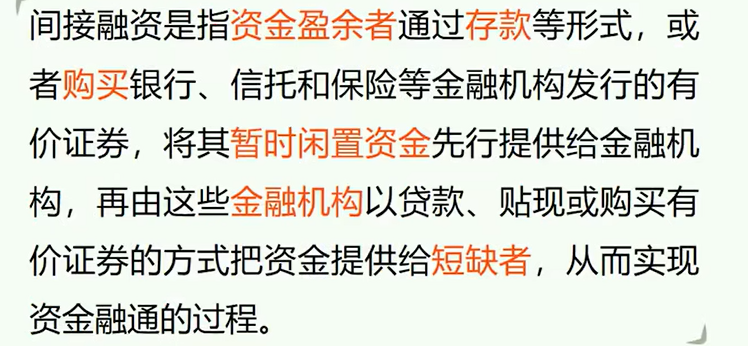 间接融资是指资金盈余者通过存款等形式，或
者购买银行、信托和保险等金融机构发行的有
价证券，将其暂时闲置资金先行提供给金融机
构，再由这些金融机构以贷款、贴现或购买有
价证券的方式把资金提供给短缺者，从而实现
资金融通的过程。